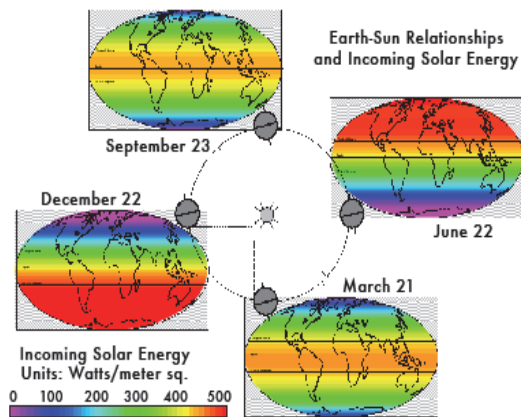 Earth-Sun Relationships
and Incoming Solar Energy
September 23
December 22
June 22
March 21
Incoming Solar Energy
Units: Watts/meter sq.
0 100 200 300 400 500